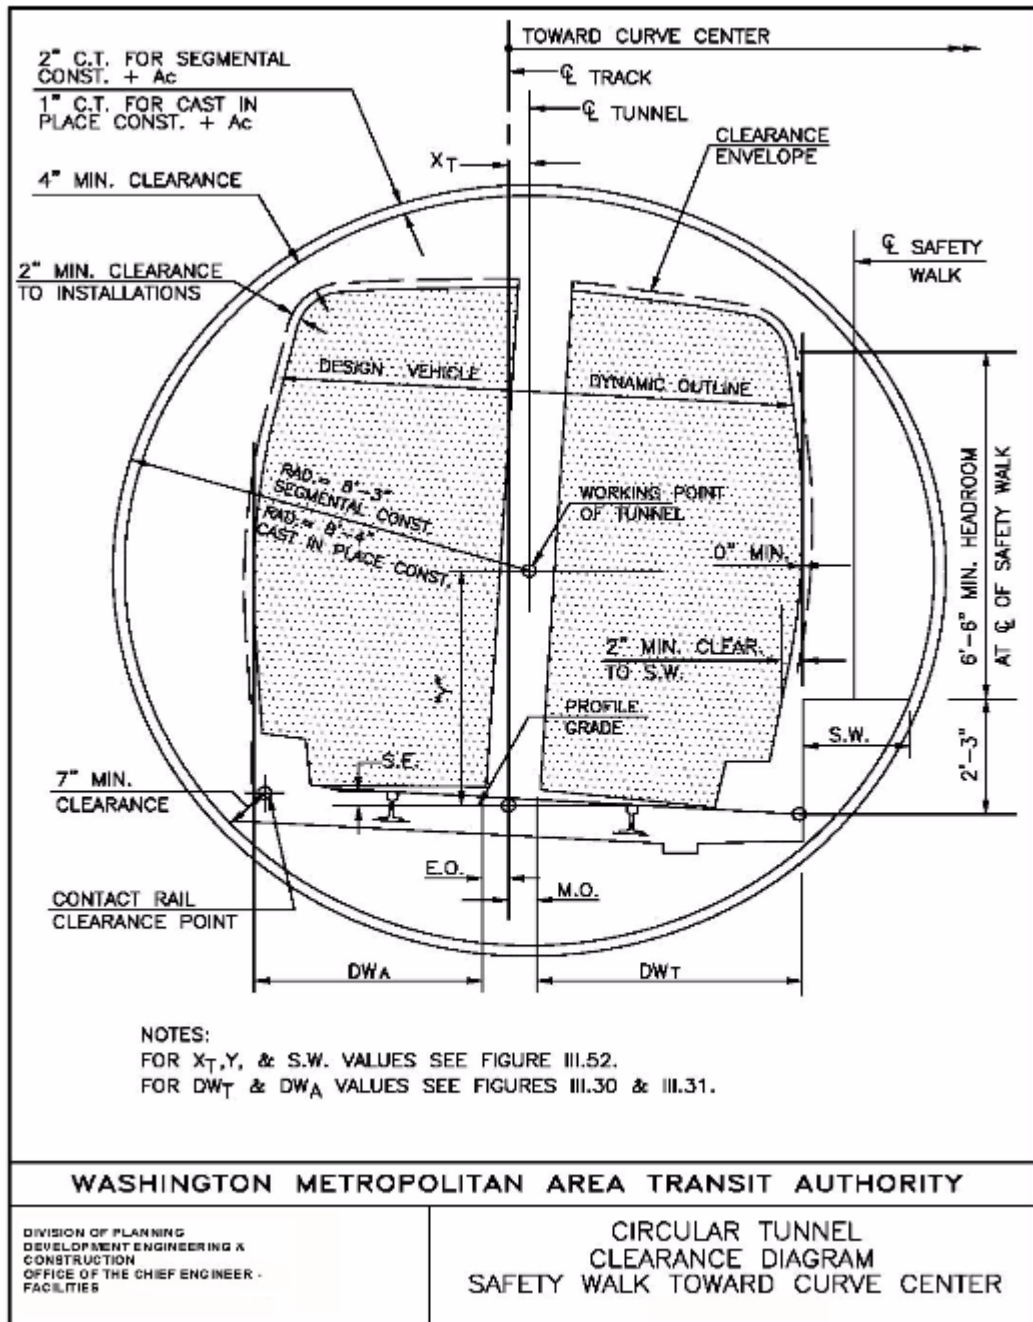 TOWARD CURVE CENTER
2" C.T. FOR SEGMENTAL
CONST. + Ac
1" C.T. FOR CAST IN
PLACE CONST. + Ac
℄ TRACK
℄ TUNNEL
CLEARANCE
ENVELOPE
XT
4" MIN. CLEARANCE
℄ SAFETY
WALK
2" MIN. CLEARANCE
TO INSTALLATIONS
DESIGN VEHICLE
DYNAMIC OUTLINE
RAD.= 8'-3"
SEGMENTAL CONST.
RAD.= 8'-4"
CAST IN PLACE CONST.
WORKING POINT
OF TUNNEL
0" MIN.
6'-6" MIN. HEADROOM
AT ℄ OF SAFETY WALK
2" MIN. CLEAR.
TO S.W.
Y
PROFILE
GRADE
S.E.
S.W.
2'-3"
7" MIN.
CLEARANCE
E.O.
M.O.
CONTACT RAIL
CLEARANCE POINT
DWA
DWT
NOTES:
FOR XT,Y, & S.W. VALUES SEE FIGURE III.52.
FOR DWT & DWA VALUES SEE FIGURES III.30 & III.31.
WASHINGTON METROPOLITAN AREA TRANSIT AUTHORITY
DIVISION OF PLANNING
DEVELOPMENT ENGINEERING &
CONSTRUCTION
OFFICE OF THE CHIEF ENGINEER -
FACILITIES
CIRCULAR TUNNEL
CLEARANCE DIAGRAM
SAFETY WALK TOWARD CURVE CENTER